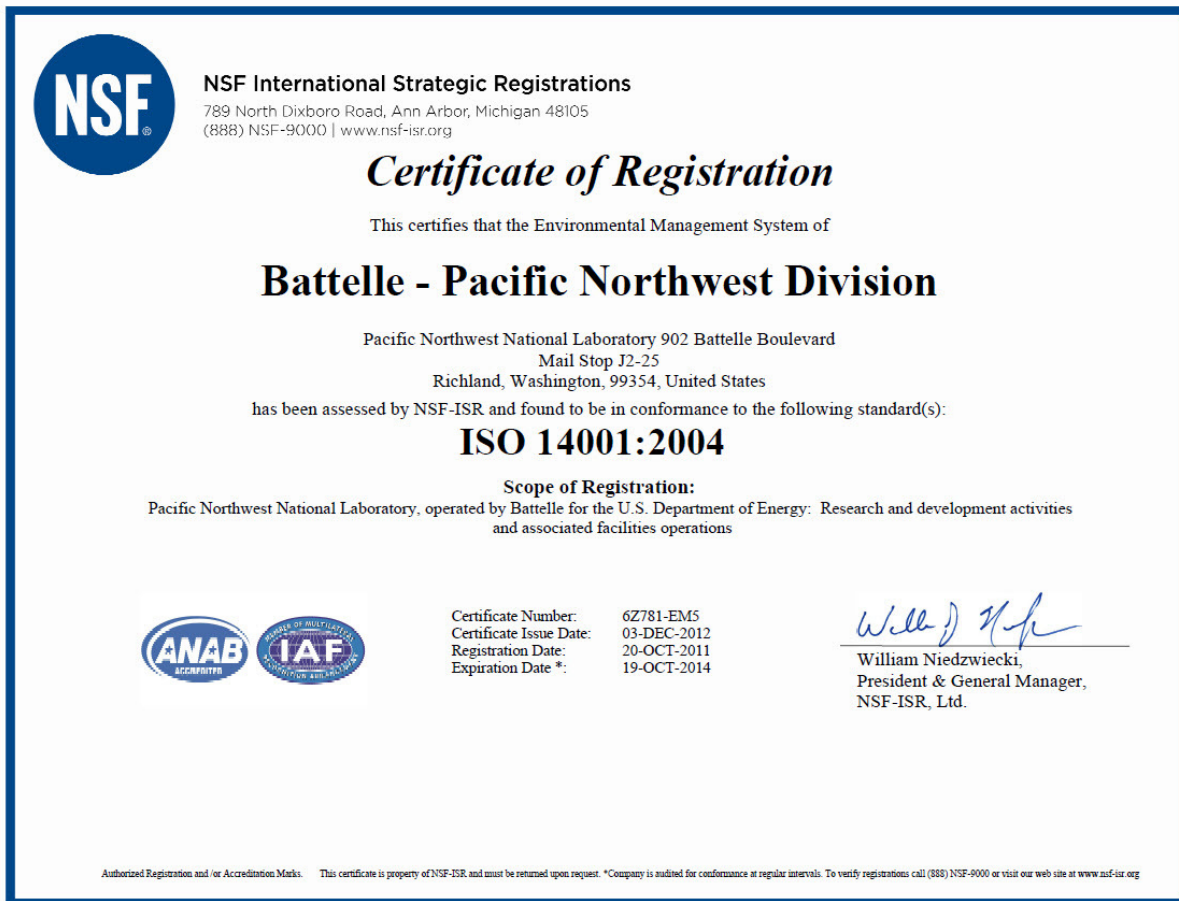 NSF®
NSF International Strategic Registrations
789 North Dixboro Road, Ann Arbor, Michigan 48105
(888) NSF-9000 | www.nsf-isr.org
Certificate of Registration
This certifies that the Environmental Management System of
Battelle - Pacific Northwest Division
Pacific Northwest National Laboratory 902 Battelle Boulevard
Mail Stop J2-25
Richland, Washington, 99354, United States
has been assessed by NSF-ISR and found to be in conformance to the following standard(s):
ISO 14001:2004
Scope of Registration:
Pacific Northwest National Laboratory, operated by Battelle for the U.S. Department of Energy:  Research and development activities
and associated facilities operations
ANAB
ACCREDITED
MEMBER OF MULTILATERAL
IAF
RECOGNITION ARRANGEMENT
Certificate Number: 6Z781-EM5
Certificate Issue Date: 03-DEC-2012
Registration Date: 20-OCT-2011
Expiration Date *: 19-OCT-2014
William Niedzwiecki,
President & General Manager,
NSF-ISR, Ltd.
Authorized Registration and /or Accreditation Marks. This certificate is property of NSF-ISR and must be returned upon request. *Company is audited for conformance at regular intervals. To verify registrations call (888) NSF-9000 or visit our web site at www.nsf-isr.org